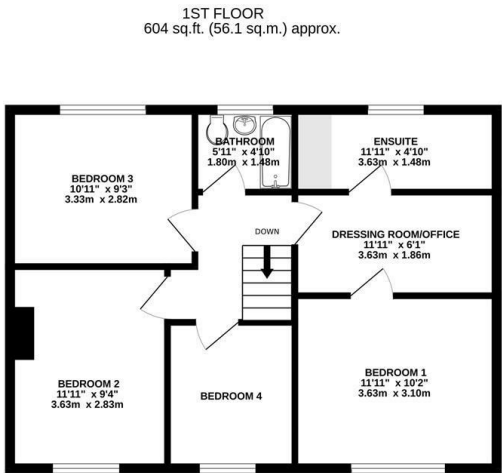 1ST FLOOR
604 sq.ft. (56.1 sq.m.) approx.
BATHROOM
5'11" x 4'10"
1.80m x 1.48m
ENSUITE
11'11" x 4'10"
3.63m x 1.48m
BEDROOM 3
10'11" x 9'3"
3.33m x 2.82m
DOWN
DRESSING ROOM/OFFICE
11'11" x 6'1"
3.63m x 1.86m
BEDROOM 2
11'11" x 9'4"
3.63m x 2.83m
BEDROOM 4
BEDROOM 1
11'11" x 10'2"
3.63m x 3.10m